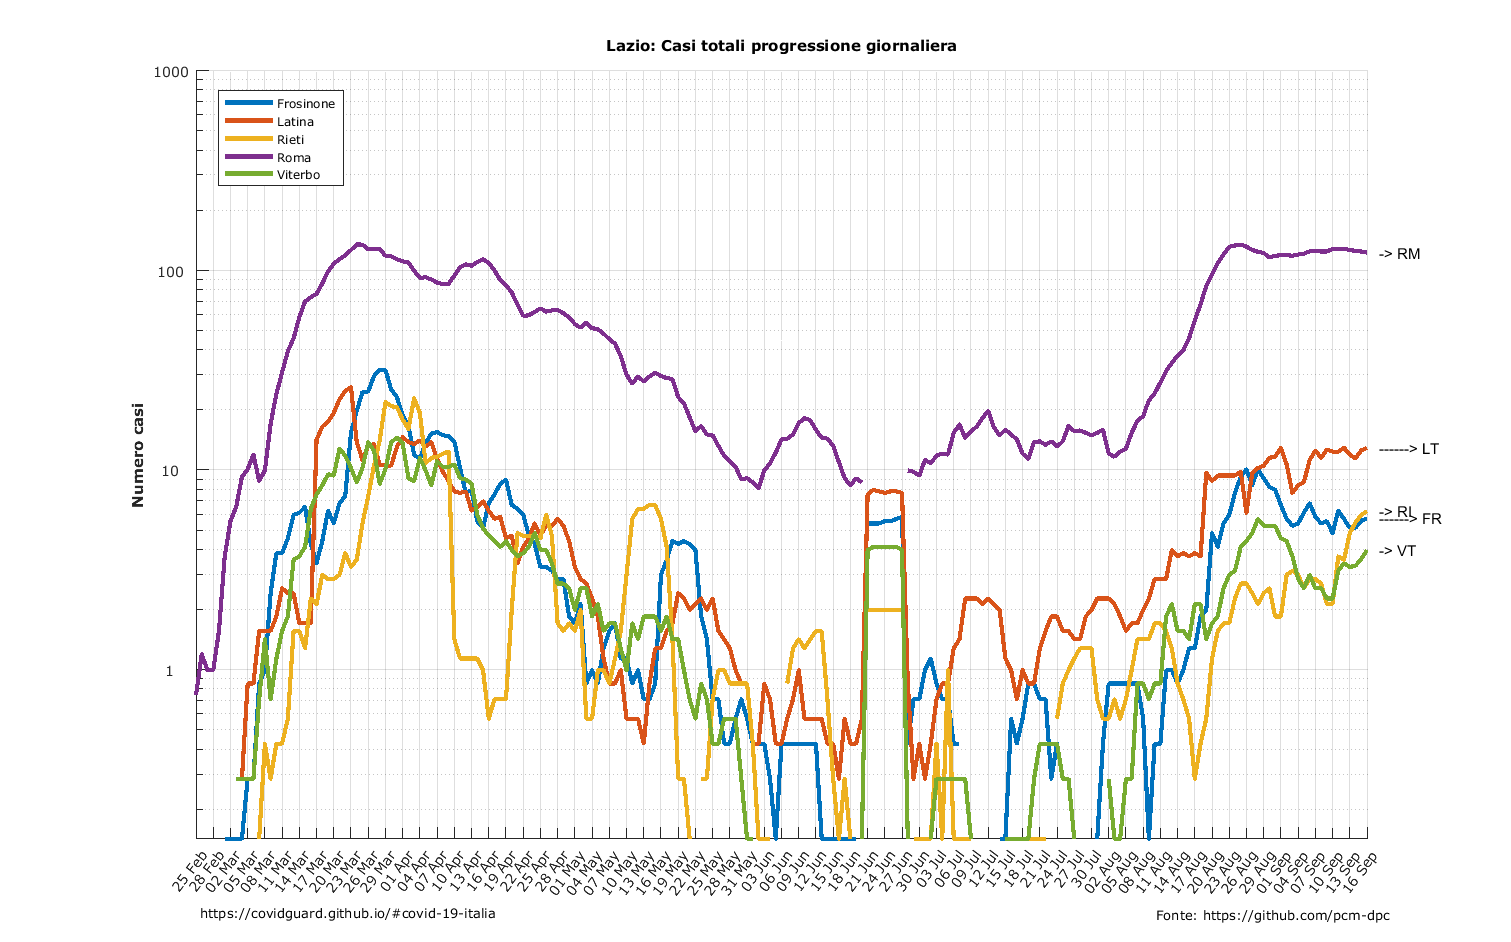 Lazio: Casi totali progressione giornaliera
1000
100
10
1
Numero casi
Frosinone
Latina
Rieti
Roma
Viterbo
-> RM
------> LT
-> RI
------> FR
-> VT
25 Feb
28 Feb
02 Mar
05 Mar
08 Mar
11 Mar
14 Mar
17 Mar
20 Mar
23 Mar
26 Mar
29 Mar
01 Apr
04 Apr
07 Apr
10 Apr
13 Apr
16 Apr
19 Apr
22 Apr
25 Apr
28 Apr
01 May
04 May
07 May
10 May
13 May
16 May
19 May
22 May
25 May
28 May
31 May
03 Jun
06 Jun
09 Jun
12 Jun
15 Jun
18 Jun
21 Jun
24 Jun
27 Jun
30 Jun
03 Jul
06 Jul
09 Jul
12 Jul
15 Jul
18 Jul
21 Jul
24 Jul
27 Jul
30 Jul
02 Aug
05 Aug
08 Aug
11 Aug
14 Aug
17 Aug
20 Aug
23 Aug
26 Aug
29 Aug
01 Sep
04 Sep
07 Sep
10 Sep
13 Sep
16 Sep
https://covidguard.github.io/#covid-19-italia
Fonte: https://github.com/pcm-dpc